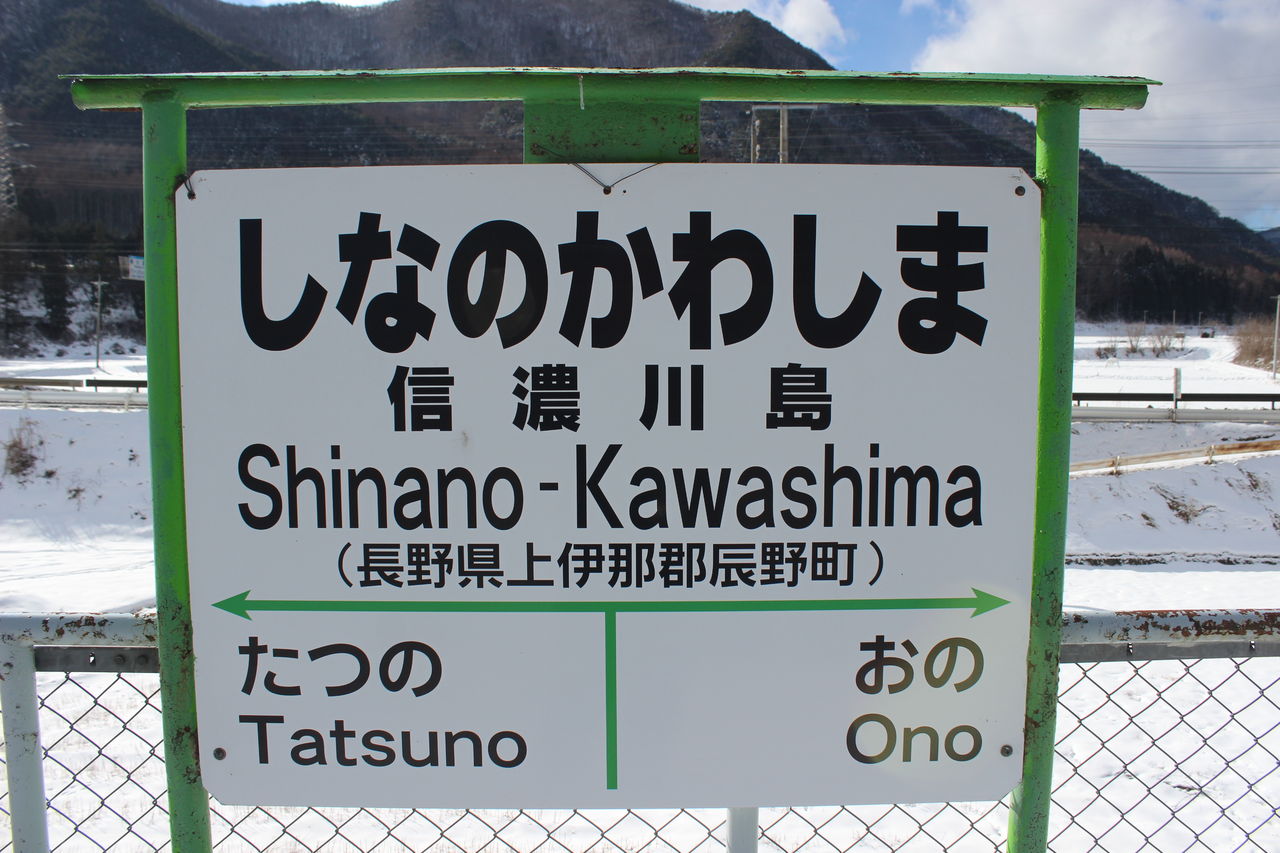 しなのかわしま
信濃川島
Shinano-Kawashima
（長野県上伊那郡辰野町）
たつの おの
Tatsuno Ono